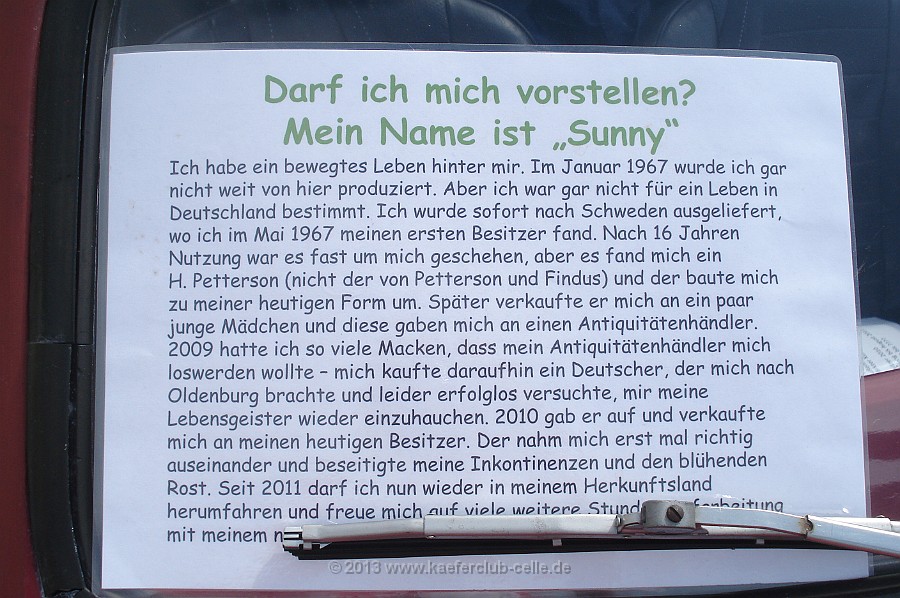 Darf ich mich vorstellen?
Mein Name ist „Sunny“
Ich habe ein bewegtes Leben hinter mir. Im Januar 1967 wurde ich gar
nicht weit von hier produziert. Aber ich war gar nicht für ein Leben in
Deutschland bestimmt. Ich wurde sofort nach Schweden ausgeliefert,
wo ich im Mai 1967 meinen ersten Besitzer fand. Nach 16 Jahren
Nutzung war es fast um mich geschehen, aber es fand mich ein
H. Petterson (nicht der von Petterson und Findus) und der baute mich
zu meiner heutigen Form um. Später verkaufte er mich an ein paar
junge Mädchen und diese gaben mich an einen Antiquitätenhändler.
2009 hatte ich so viele Macken, dass mein Antiquitätenhändler mich
loswerden wollte – mich kaufte daraufhin ein Deutscher, der mich nach
Oldenburg brachte und leider erfolglos versuchte, mir meine
Lebensgeister wieder einzuhauchen. 2010 gab er auf und verkaufte
mich an meinen heutigen Besitzer. Der nahm mich erst mal richtig
auseinander und beseitigte meine Inkontinenzen und den blühenden
Rost. Seit 2011 darf ich nun wieder in meinem Herkunftsland
herumfahren und freue mich auf viele weitere
mit meinem
© 2013 www.kaeferclub-celle.de